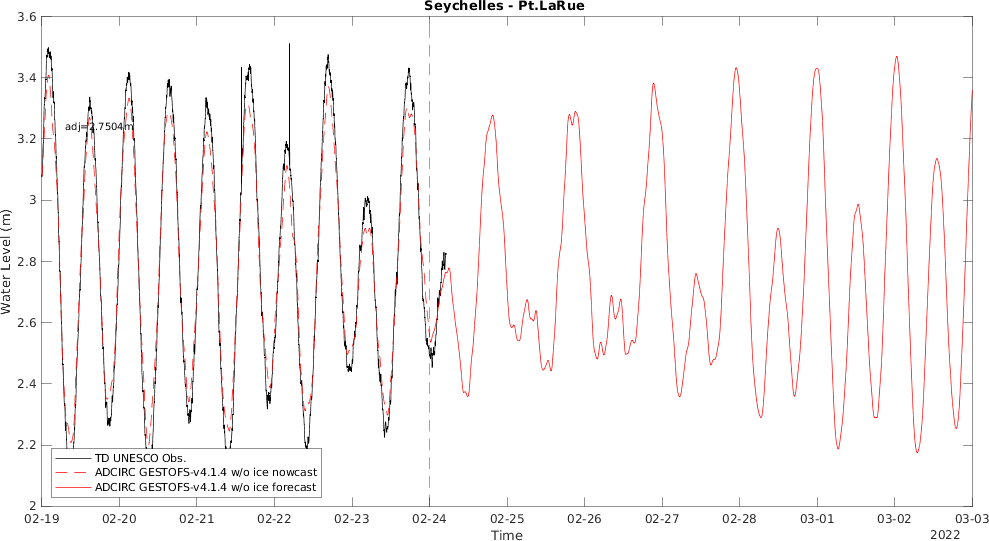 Seychelles - Pt.LaRue
3.6
3.4
3.2
3
2.8
2.6
2.4
2.2
2
Water Level (m)
adj=2.7504m
TD UNESCO Obs.
ADCIRC GESTOFS-v4.1.4 w/o ice nowcast
ADCIRC GESTOFS-v4.1.4 w/o ice forecast
02-19 02-20 02-21 02-22 02-23 02-24 02-25 02-26 02-27 02-28 03-01 03-02 03-03
Time
2022